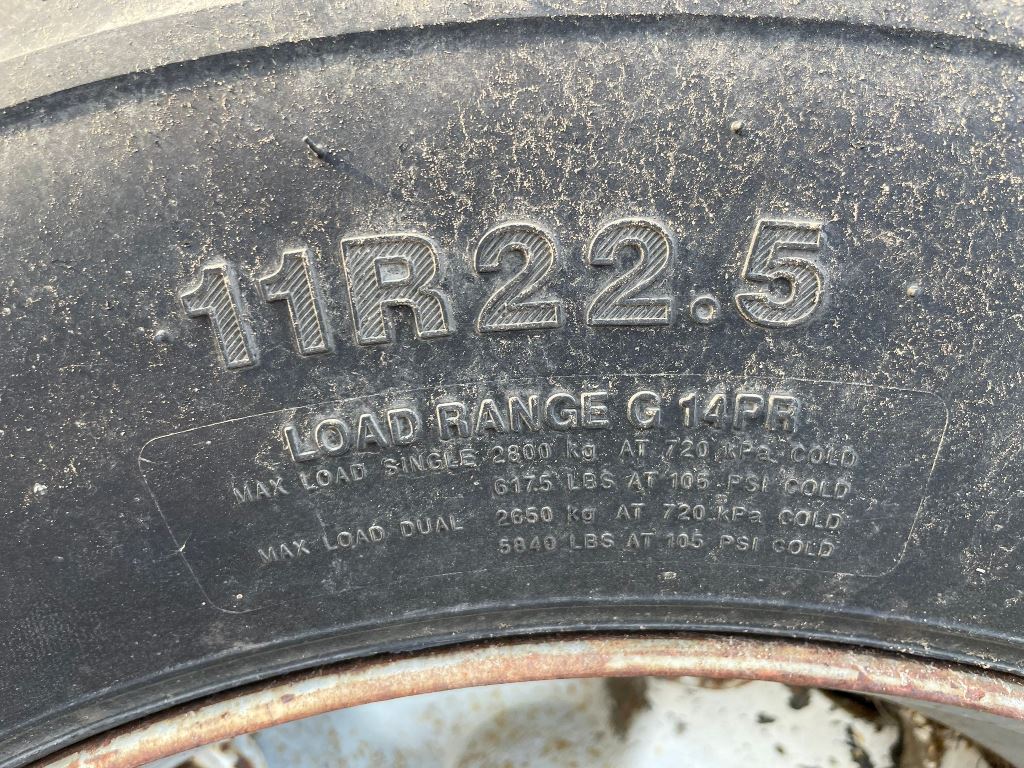 11R22.5
LOAD RANGE G 14PR
MAX LOAD SINGLE 2800 kg AT 720 kPa COLD
6175 LBS AT 105 PSI COLD
MAX LOAD DUAL 2650 kg AT 720 kPa COLD
5840 LBS AT 105 PSI COLD